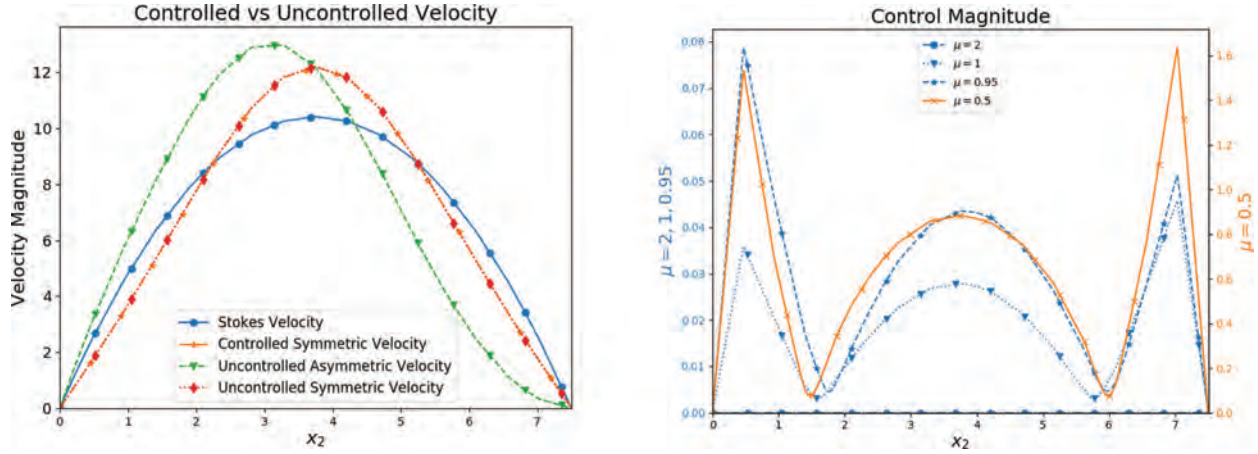 Controlled vs Uncontrolled Velocity
Velocity Magnitude
12
10
8
6
4
2
0
Stokes Velocity
Controlled Symmetric Velocity
Uncontrolled Asymmetric Velocity
Uncontrolled Symmetric Velocity
0 1 2 3 4 5 6 7
x₂
Control Magnitude
μ = 2, 1, 0.95
0.08
0.07
0.06
0.05
0.04
0.03
0.02
0.01
0.00
μ = 2
μ = 1
μ = 0.95
μ = 0.5
1.6
1.4
1.2
1.0
0.8
0.6
0.4
0.2
0.0
μ = 0.5
0 1 2 3 4 5 6 7
x₂